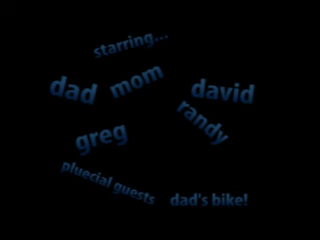 starring...
dad
mom
david
randy
greg
pluecial guests
dad's bike!